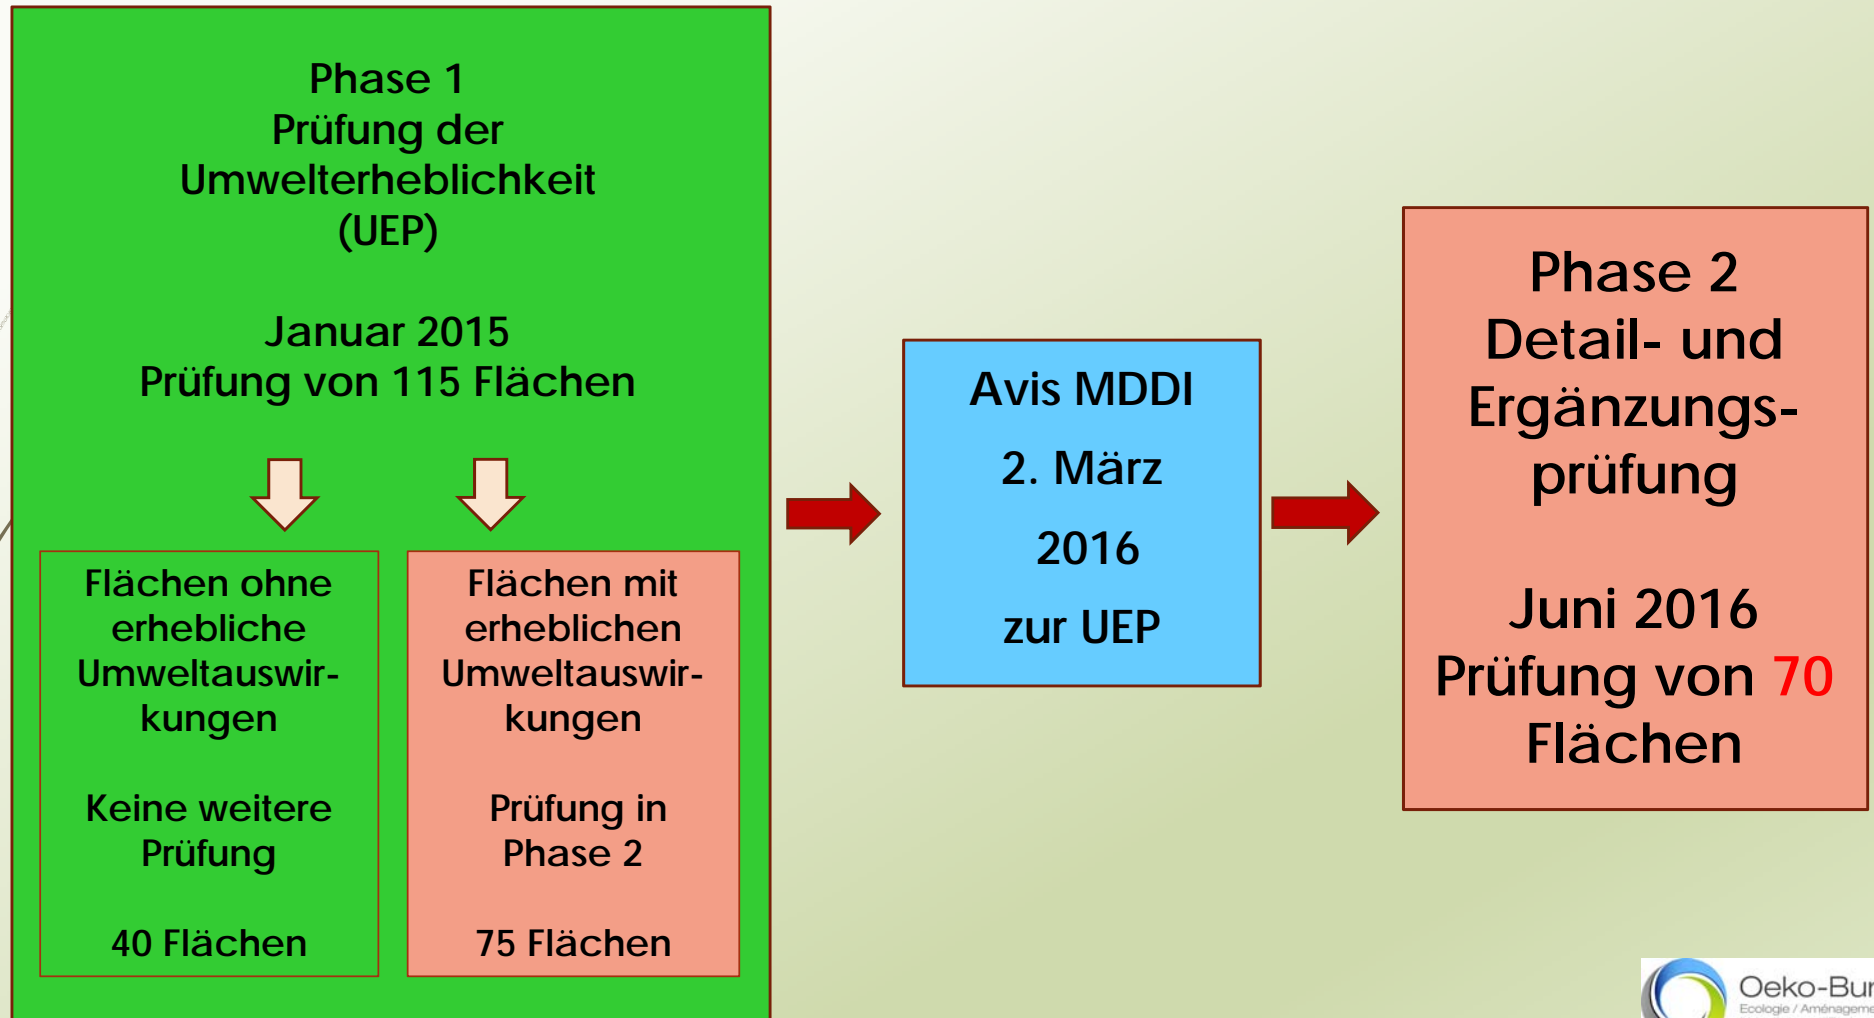 Phase 1
Prüfung der
Umwelterheblichkeit
(UEP)
Januar 2015
Prüfung von 115 Flächen
Flächen ohne
erhebliche
Umweltauswir-
kungen
Keine weitere
Prüfung
40 Flächen
Flächen mit
erheblichen
Umweltauswir-
kungen
Prüfung in
Phase 2
75 Flächen
Avis MDDI
2. März
2016
zur UEP
Phase 2
Detail- und
Ergänzungs-
prüfung
Juni 2016
Prüfung von 70
Flächen
Oeko-Bur
Ecologie / Aménageme